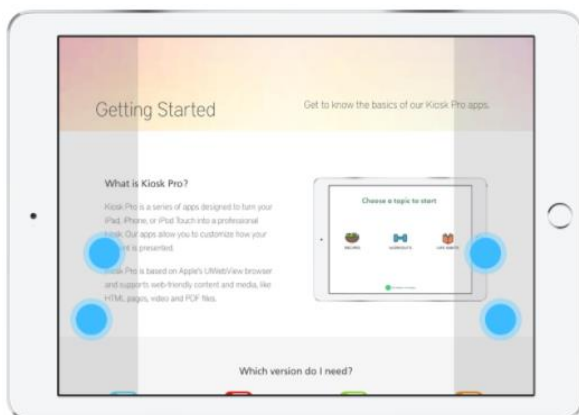 Getting Started
Get to know the basics of our Kiosk Pro apps.
What is Kiosk Pro?
Kiosk Pro is a series of apps designed to turn your
iPad, iPhone, or iPod Touch into a professional
kiosk. Our apps allow you to customize how your
is presented.
Kiosk Pro is based on Apple's UIWebView browser
and supports web-friendly content and media, like
HTML pages, video and PDF files.
Choose a topic to start
RECIPES
WORKOUTS
Which version do I need?